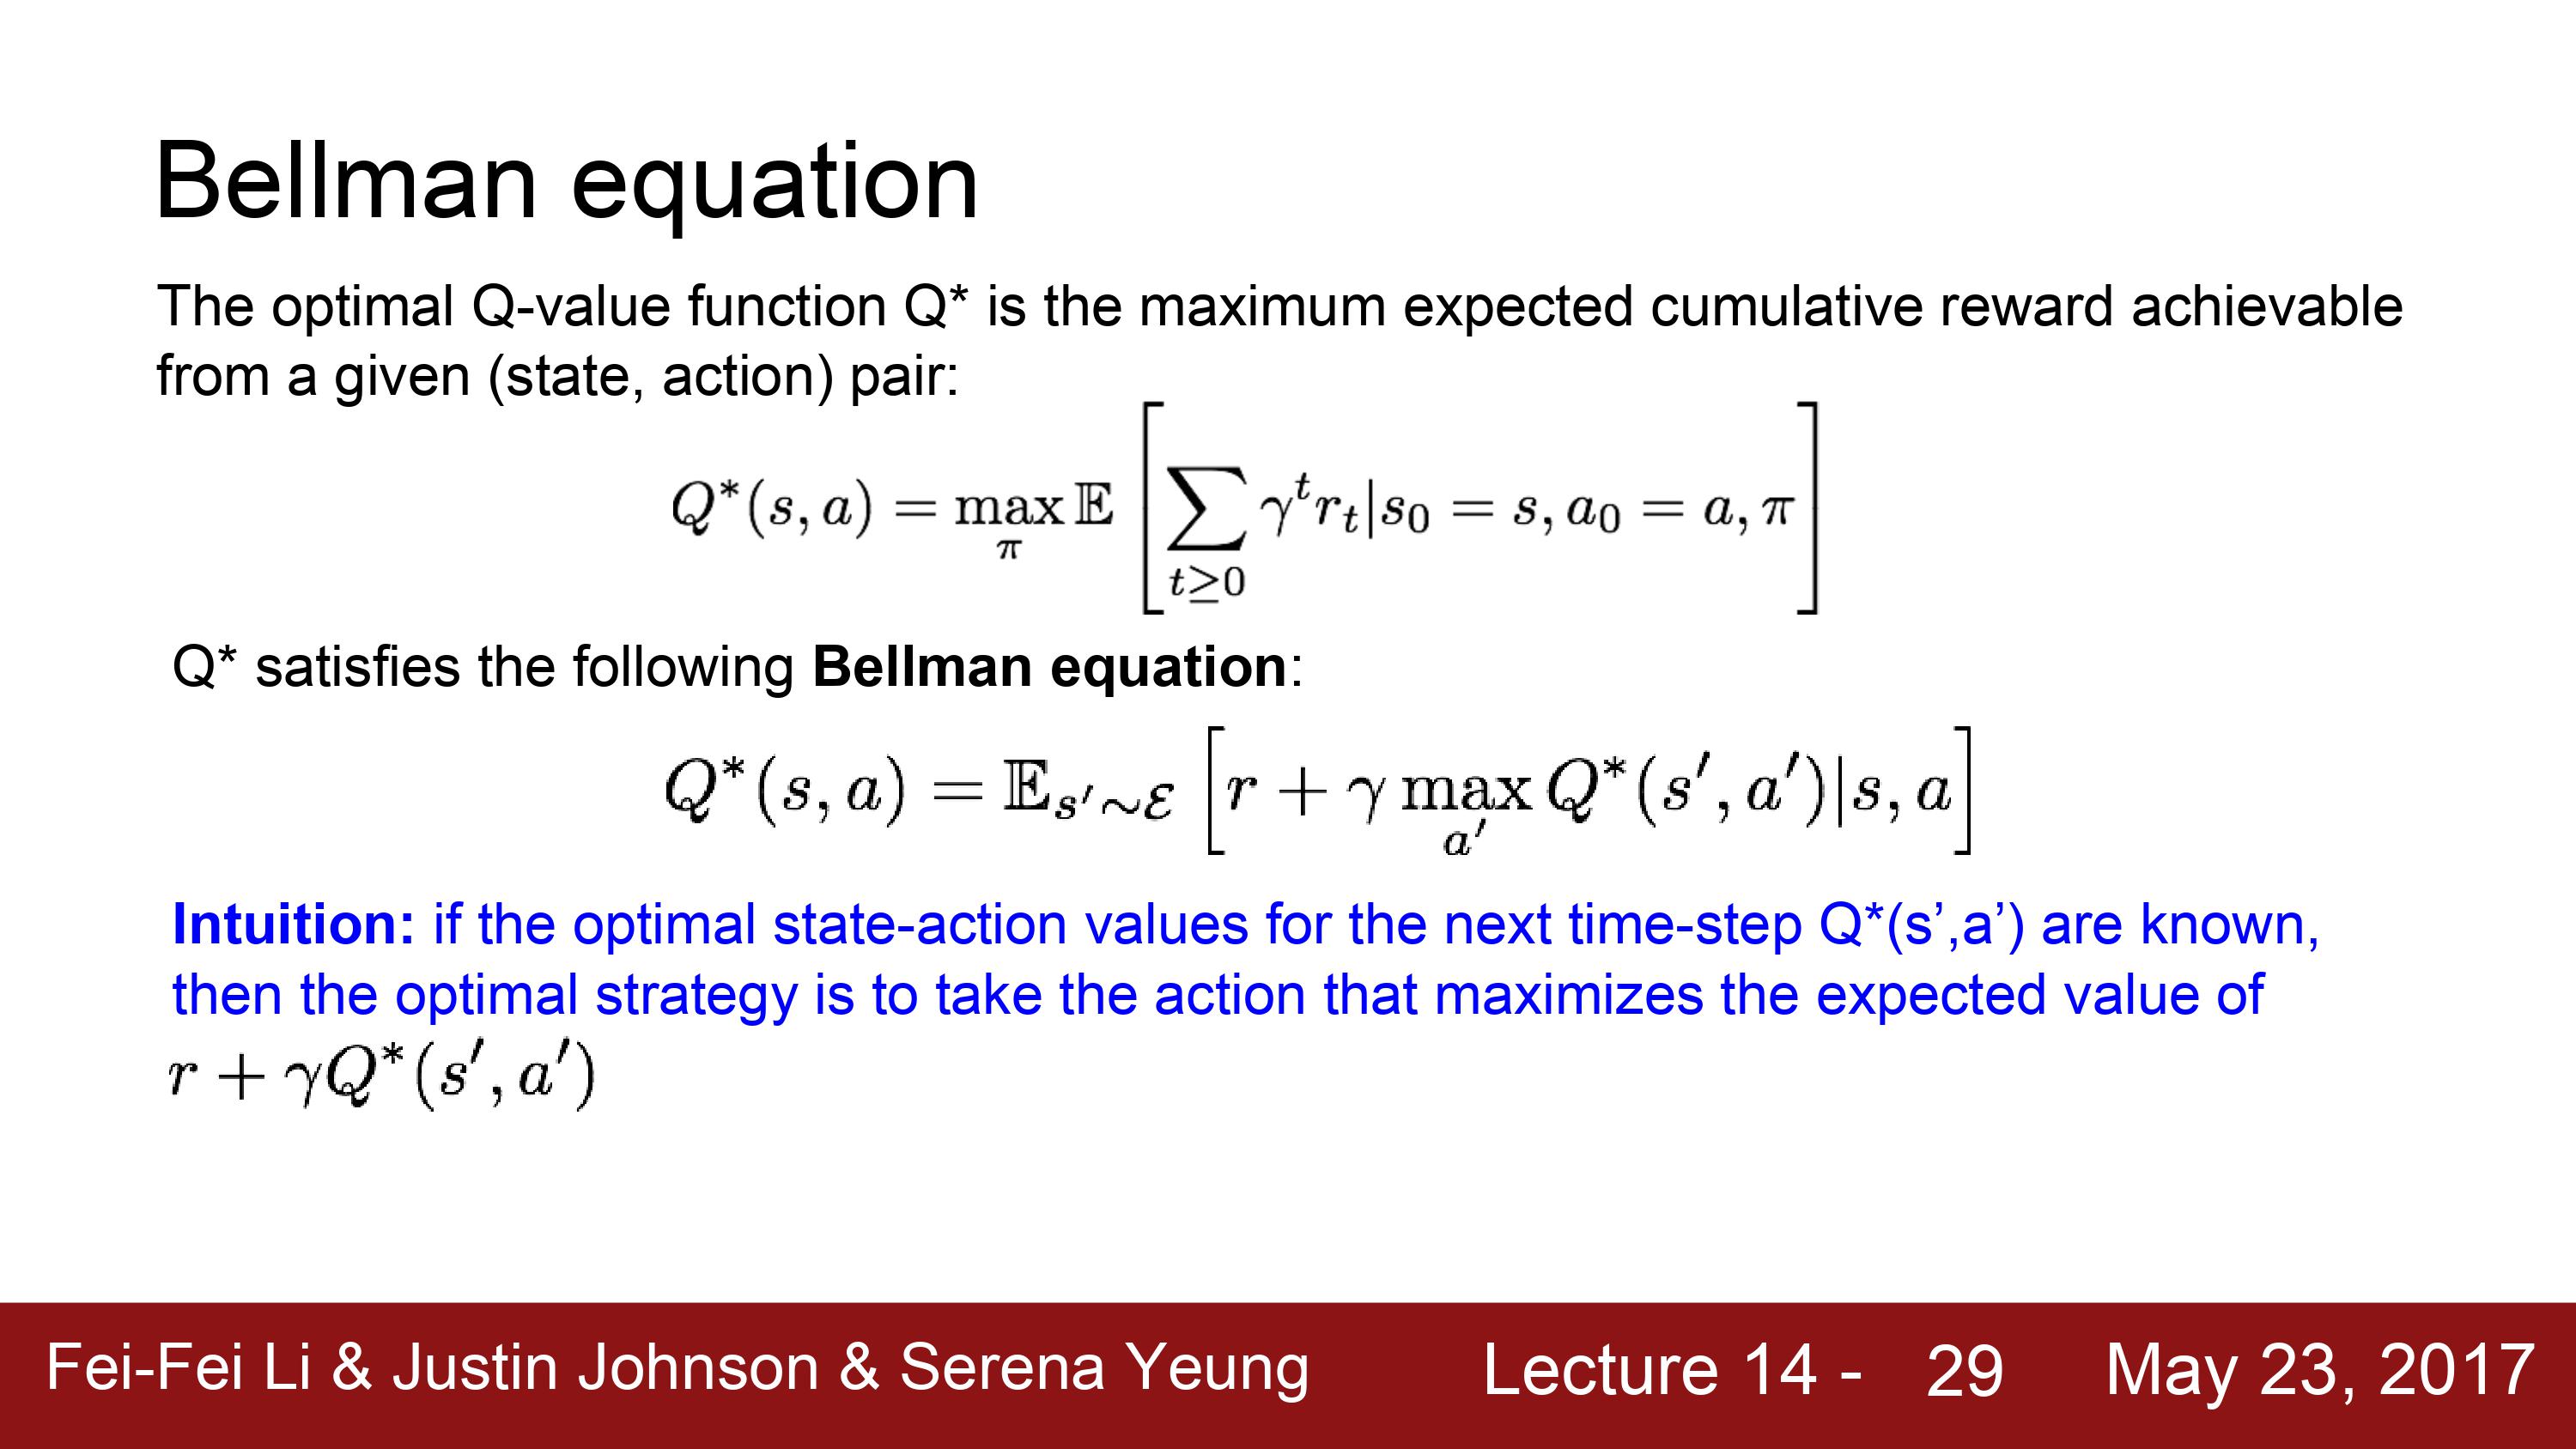 Bellman equation
The optimal Q-value function Q* is the maximum expected cumulative reward achievable
from a given (state, action) pair:
$Q^*(s, a) = \max_{\pi} \mathbb{E} \left[ \sum_{t \geq 0} \gamma^t r_t | s_0 = s, a_0 = a, \pi \right]$
Q* satisfies the following Bellman equation:
$Q^*(s, a) = \mathbb{E}_{s' \sim \mathcal{E}} \left[ r + \gamma \max_{a'} Q^*(s', a') | s, a \right]$
Intuition: if the optimal state-action values for the next time-step Q*(s’,a’) are known,
then the optimal strategy is to take the action that maximizes the expected value of
$r + \gamma Q^*(s', a')$
Fei-Fei Li & Justin Johnson & Serena Yeung Lecture 14 - 29 May 23, 2017